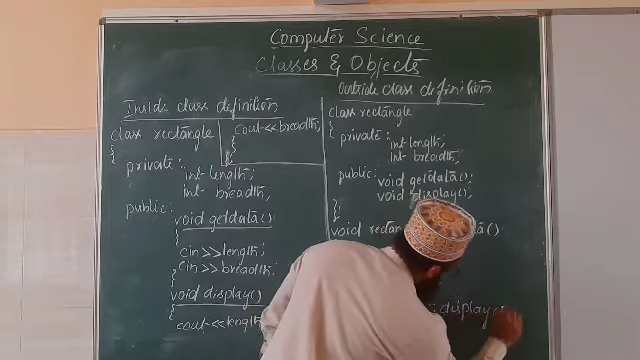 Computer Science
Classes & Objects
Inside class definition
class rectangle
{
private:
int length;
int breadth;
public:
void getdata()
{
cin>>length;
cin>>breadth;
}
void display()
{
cout<<length
cout<<breadth;
}
}
Outside class definition
class rectangle
{
private:
int length;
int breadth;
public:
void getdata();
void display();
};
void
:display()